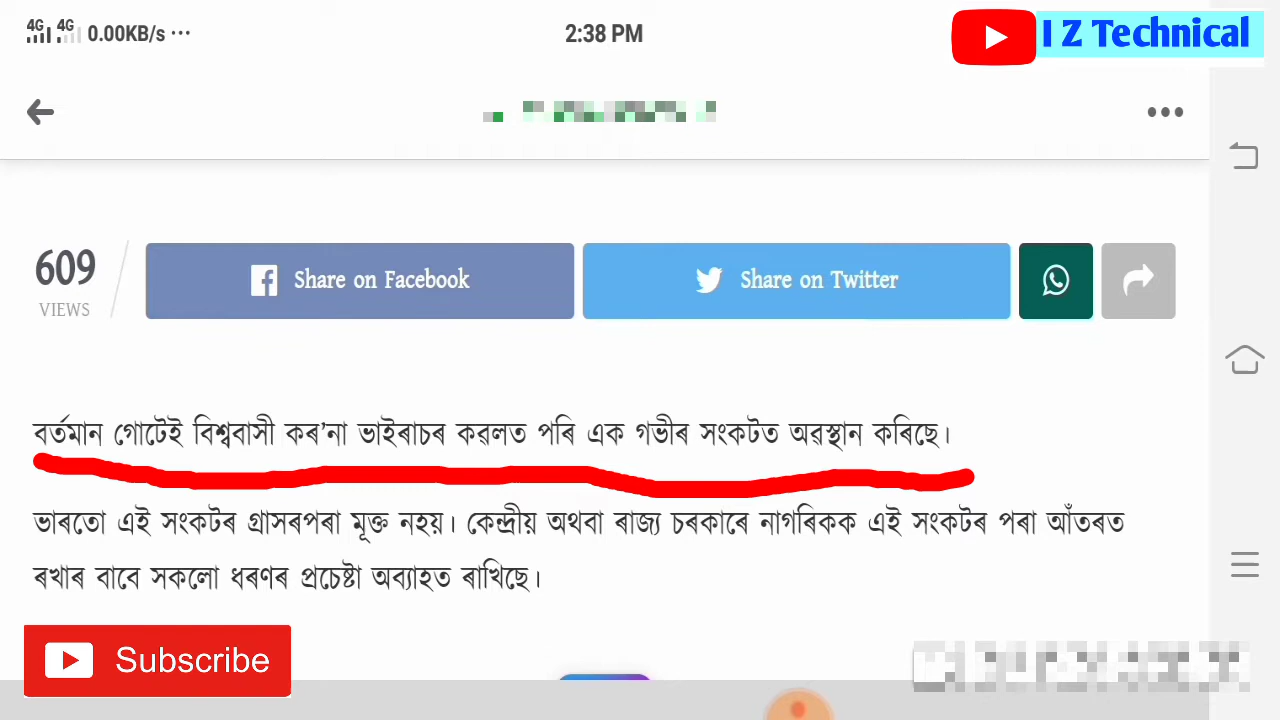 4G 4G 0.00KB/s ···
2:38 PM
I Z Technical
609
VIEWS
Share on Facebook
Share on Twitter
বৰ্তমান গোটেই বিশ্ববাসী কৰ'না ভাইৰাচৰ কৱলত পৰি এক গভীৰ সংকটত অৱস্থান কৰিছে।
ভাৰতো এই সংকটৰ গ্ৰাসৰপৰা মূক্ত নহয়। কেন্দ্ৰীয় অথবা ৰাজ্য চৰকাৰে নাগৰিকক এই সংকটৰ পৰা আঁতৰত
ৰখাৰ বাবে সকলো ধৰণৰ প্ৰচেষ্টা অব্যাহত ৰাখিছে।
Subscribe